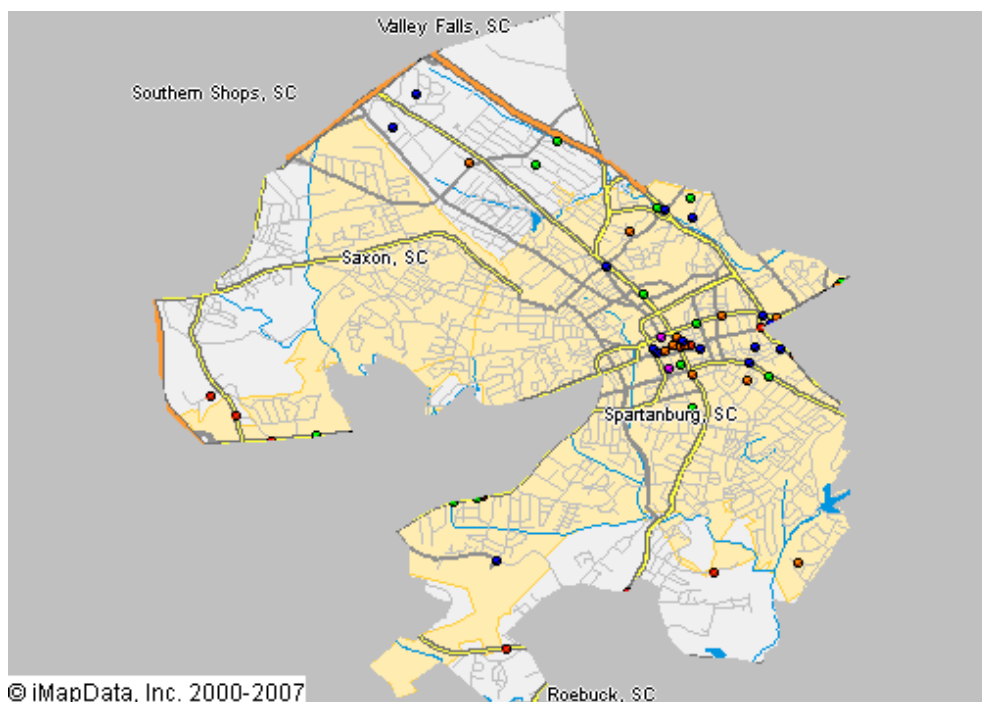 Valley Falls, SC
Southern Shops, SC
Saxon, SC
Spartanburg, SC
Roebuck, SC
© iMapData, Inc. 2000-2007